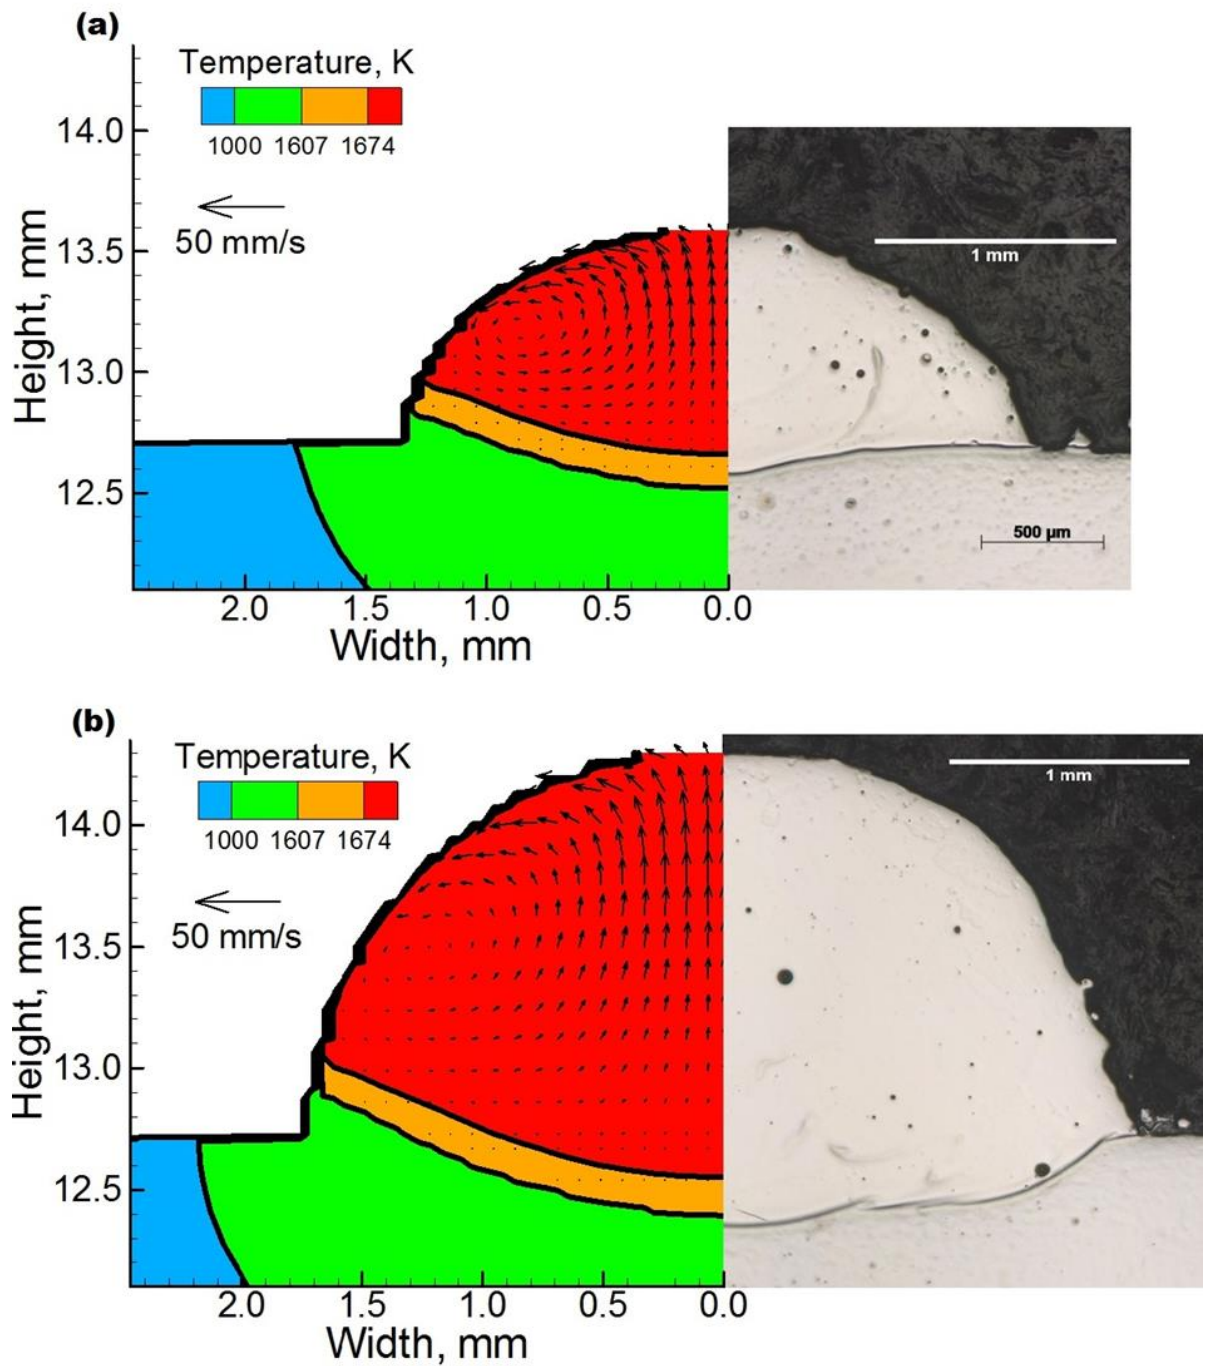 (a)
Temperature, K
1000 1607 1674
50 mm/s
Height, mm
14.0
13.5
13.0
12.5
2.0 1.5 1.0 0.5 0.0
Width, mm
1 mm
500 µm
(b)
Temperature, K
1000 1607 1674
50 mm/s
Height, mm
14.0
13.5
13.0
12.5
2.0 1.5 1.0 0.5 0.0
Width, mm
1 mm